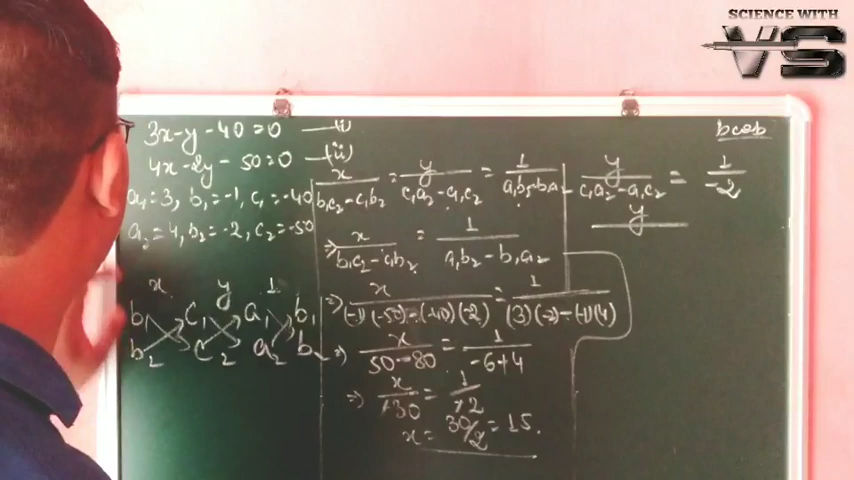 SCIENCE WITH
VS
bcab
3x-y-40=0 —(i)
4x-2y-50=0 —(ii)
a₁=3, b₁=-1, c₁=-40
a₂=4, b₂=-2, c₂=-50
x y 1
b₁ c₁ a₁ b₁
b₂ c₂ a₂ b₂
x/(b₁c₂-c₁b₂) = y/(c₁a₂-a₁c₂) = 1/(a₁b₂-b₁a₂)
⇒ x/(b₁c₂-c₁b₂) = 1/(a₁b₂-b₁a₂)
⇒ x/((-1)(-50)-(-40)(-2)) = 1/((3)(-2)-(-1)(4))
⇒ x/(50-80) = 1/(-6+4)
⇒ x/-30 = 1/-2
x = 30/2 = 15.
y/(c₁a₂-a₁c₂) = 1/-2
y